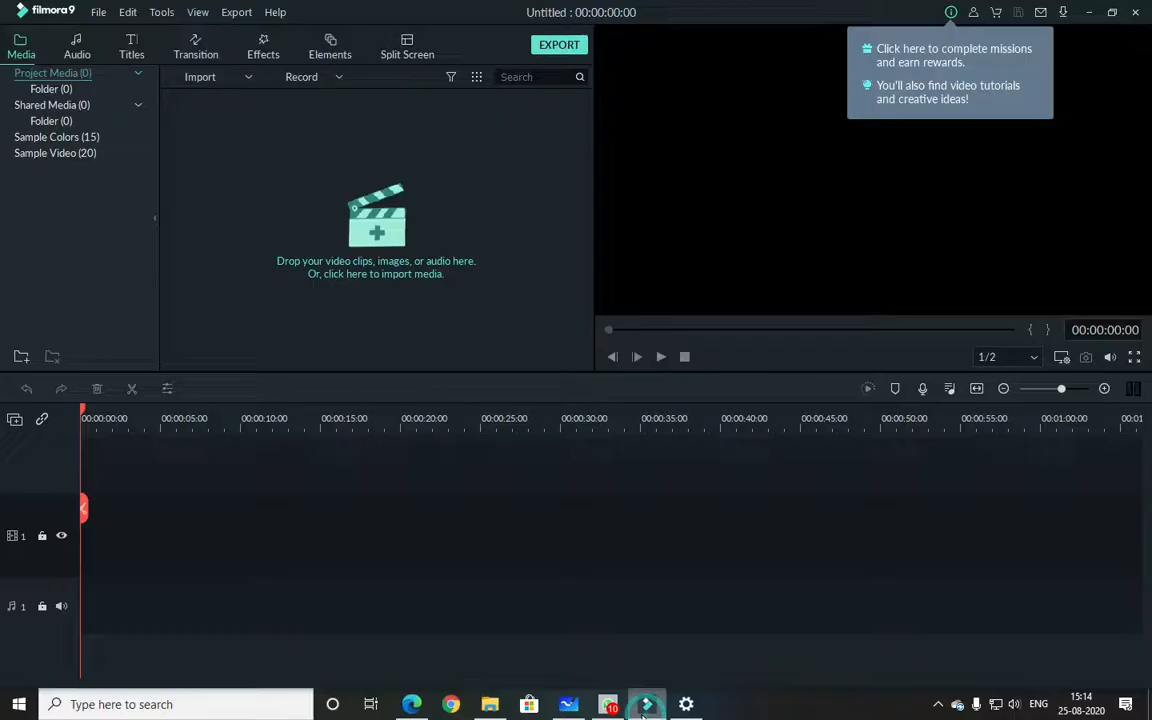 filmora9 File Edit Tools View Export Help Untitled : 00:00:00:00
Media Audio Titles Transition Effects Elements Split Screen EXPORT
Click here to complete missions
and earn rewards.
You'll also find video tutorials
and creative ideas!
Project Media (0)
Folder (0)
Shared Media (0)
Folder (0)
Sample Colors (15)
Sample Video (20)
Import Record Search
Drop your video clips, images, or audio here.
Or, click here to import media.
00:00:00:00
1/2
00:00:00:00 00:00:05:00 00:00:10:00 00:00:15:00 00:00:20:00 00:00:25:00 00:00:30:00 00:00:35:00 00:00:40:00 00:00:45:00 00:00:50:00 00:00:55:00 00:01:00:00 00:01
1
1
Type here to search
10
ENG
15:14
25-08-2020